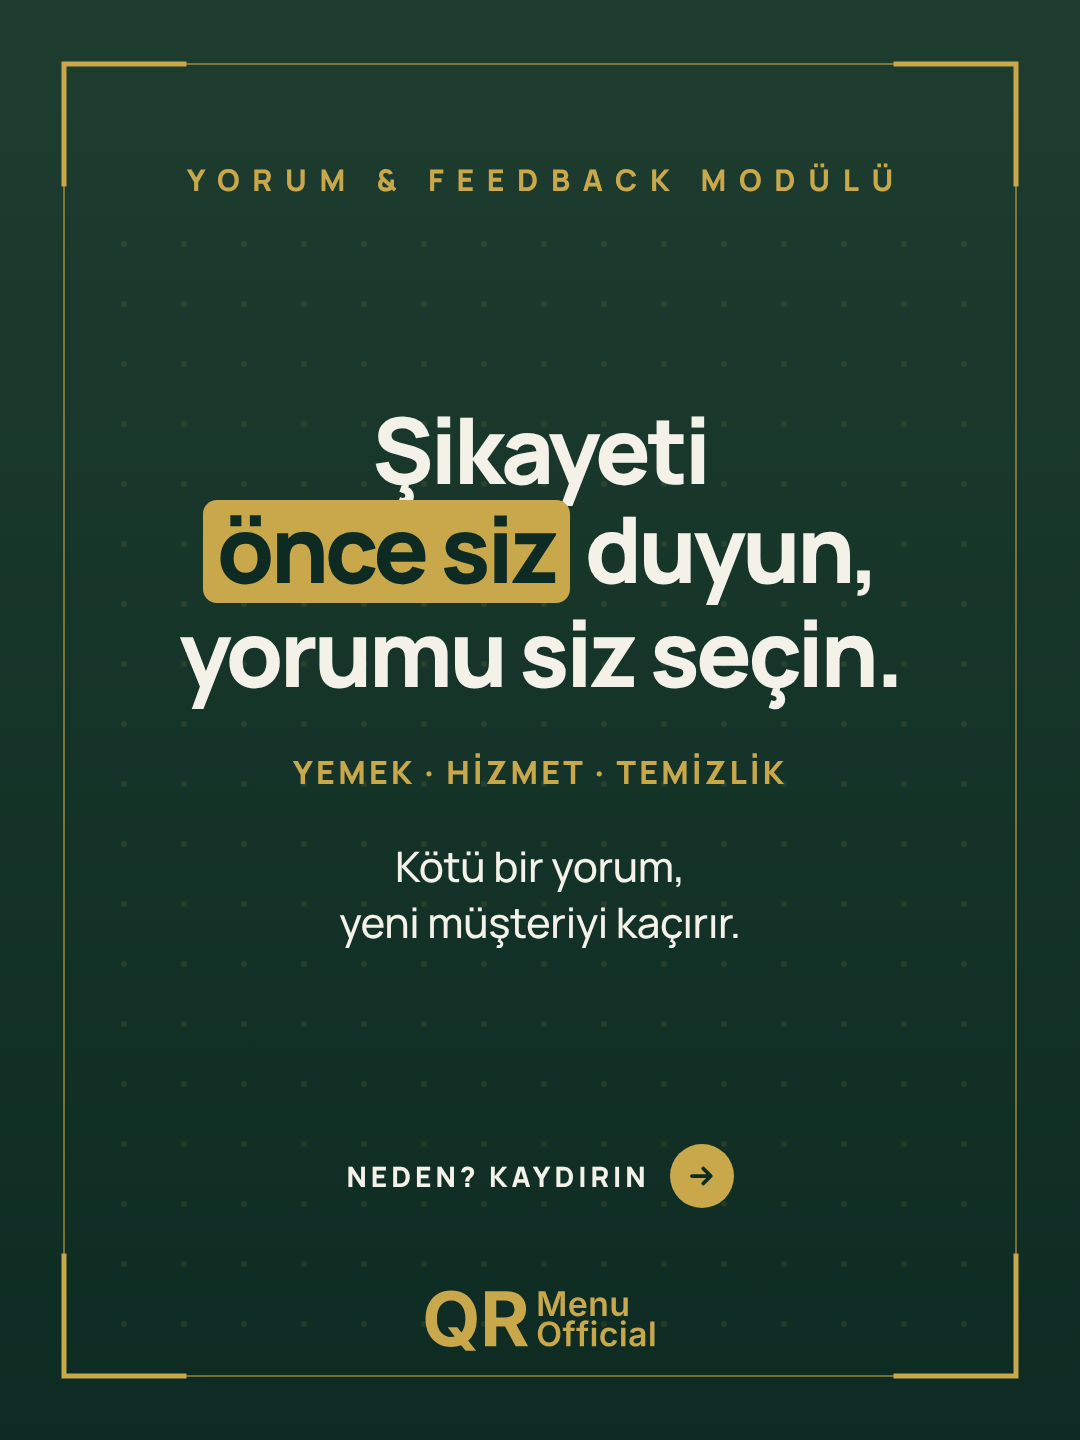 YORUM & FEEDBACK MODÜLÜ
Şikayeti
önce siz duyun,
yorumu siz seçin.
YEMEK · HİZMET · TEMİZLİK
Kötü bir yorum,
yeni müşteriyi kaçırır.
NEDEN? KAYDIRIN
QR Menu
Official